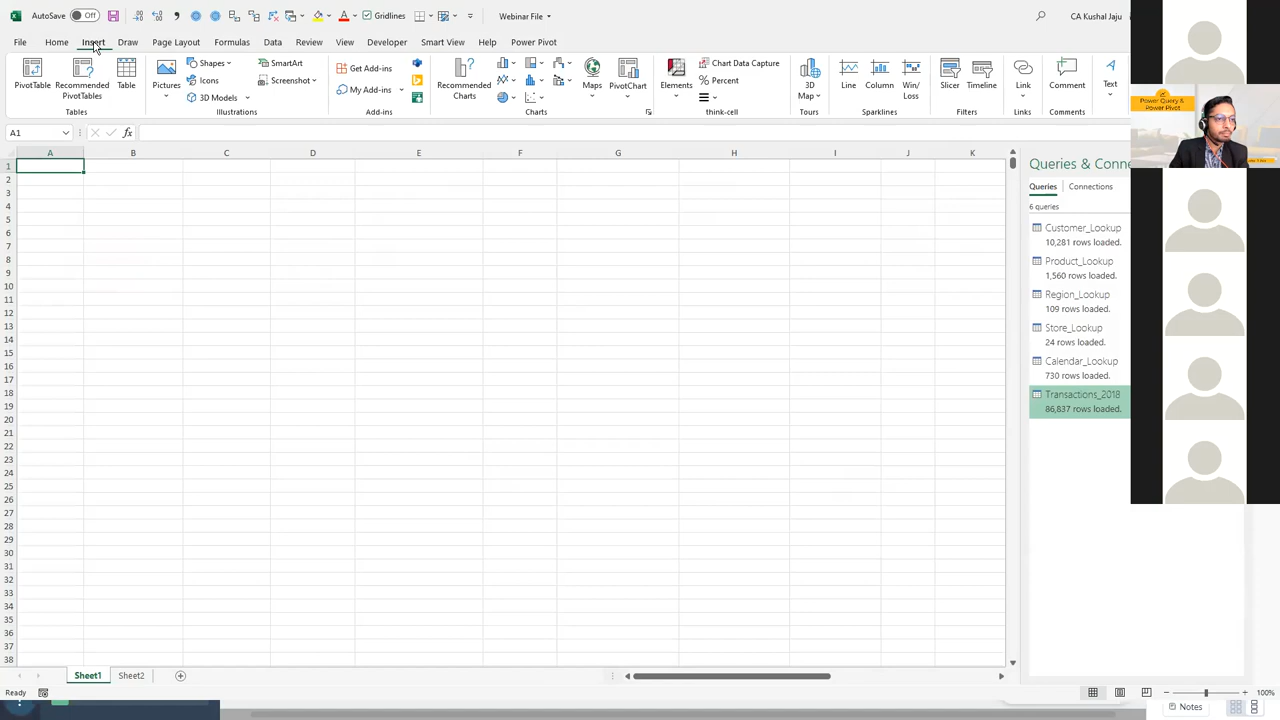 AutoSave Off Gridlines Webinar File CA Kushal Jaju
File Home Insert Draw Page Layout Formulas Data Review View Developer Smart View Help Power Pivot
PivotTable Recommended PivotTables Table Pictures Shapes SmartArt Get Add-ins Recommended Charts Maps PivotChart Elements Chart Data Capture 3D Map Line Column Win/Loss Slicer Timeline Link Comment Text
Icons Screenshot My Add-ins Percent
3D Models
Tables Illustrations Add-ins Charts think-cell Tours Sparklines Filters Links Comments
Power Query &
Power Pivot
A1 fx
A B C D E F G H I J K
1
2
3
4
5
6
7
8
9
10
11
12
13
14
15
16
17
18
19
20
21
22
23
24
25
26
27
28
29
30
31
32
33
34
35
36
37
38
Queries & Conne
Queries Connections
6 queries
Customer_Lookup
10,281 rows loaded.
Product_Lookup
1,560 rows loaded.
Region_Lookup
109 rows loaded.
Store_Lookup
24 rows loaded.
Calendar_Lookup
730 rows loaded.
Transactions_2018
86,837 rows loaded.
Sheet1 Sheet2
Ready 100%
Notes